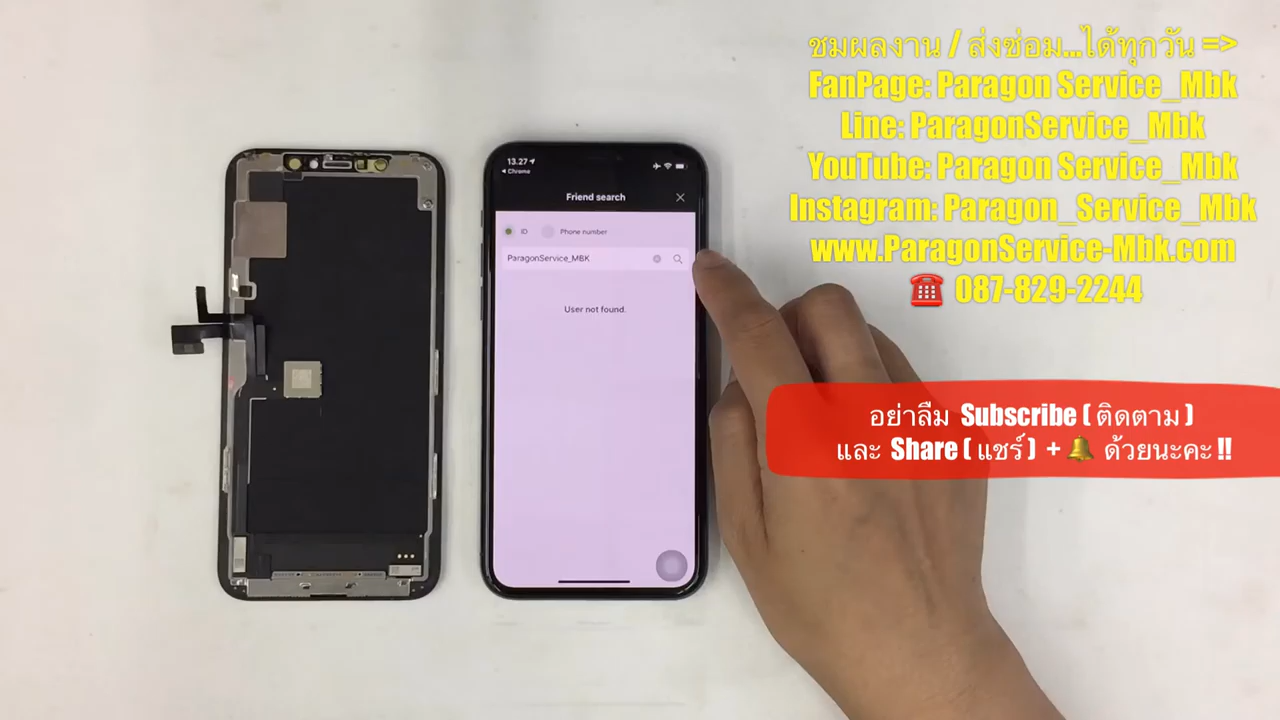 ชมผลงาน / ส่งซ่อม...ได้ทุกวัน =>
FanPage: Paragon Service_Mbk
Line: ParagonService_Mbk
YouTube: Paragon Service_Mbk
Instagram: Paragon_Service_Mbk
www.ParagonService-Mbk.com
☎️ 087-829-2244
13.27
◀ Chrome
Friend search
ID Phone number
ParagonService_MBK
User not found.
อย่าลืม Subscribe ( ติดตาม )
และ Share ( แชร์ ) + 🔔 ด้วยนะคะ !!